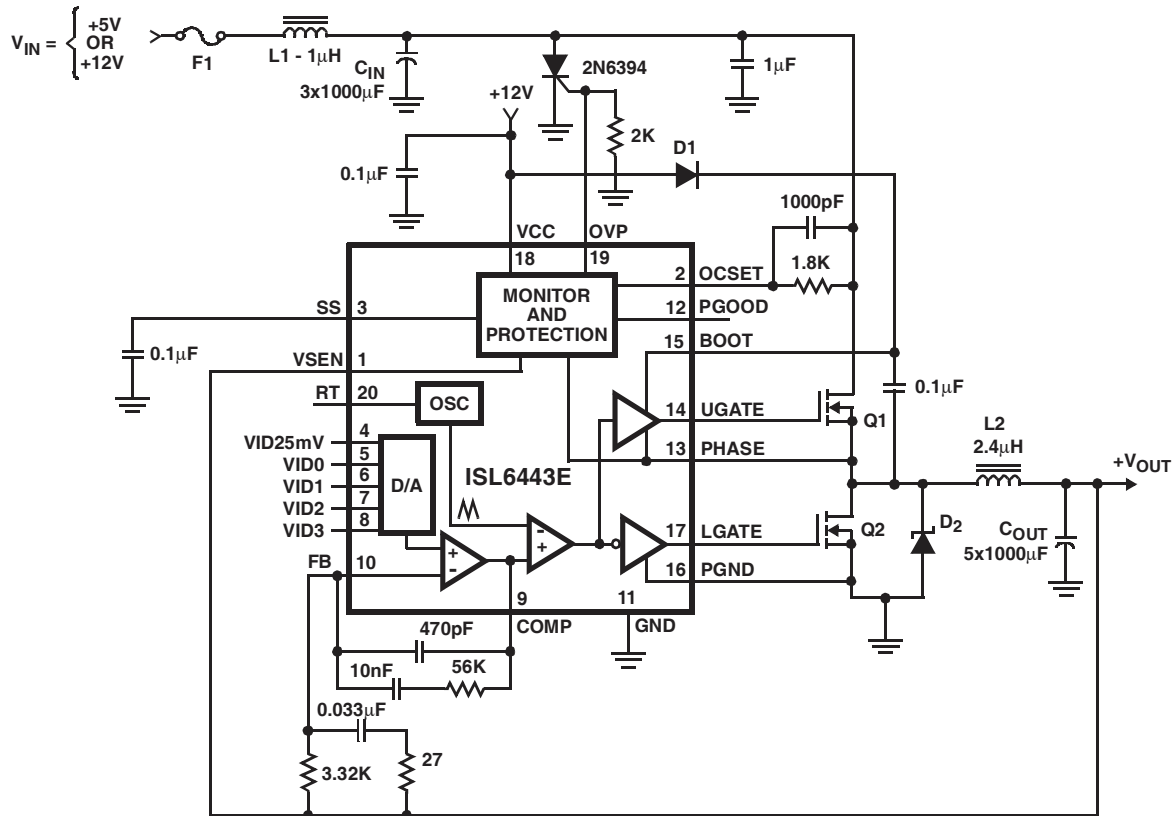 V_IN = { +5V OR +12V
F1
L1 - 1µH
C_IN
3x1000µF
2N6394
1µF
+12V
2K
D1
0.1µF
1000pF
VCC
OVP
18
19
2
OCSET
1.8K
MONITOR
AND
PROTECTION
SS
3
12
PGOOD
0.1µF
15
BOOT
VSEN
1
RT
20
OSC
0.1µF
14
UGATE
Q1
L2
2.4µH
VID25mV
4
13
PHASE
+V_OUT
VID0
5
VID1
6
D/A
ISL6443E
VID2
7
VID3
8
+
-
-
+
17
LGATE
Q2
D2
C_OUT
5x1000µF
FB
10
16
PGND
9
11
COMP
GND
470pF
10nF
56K
0.033µF
3.32K
27